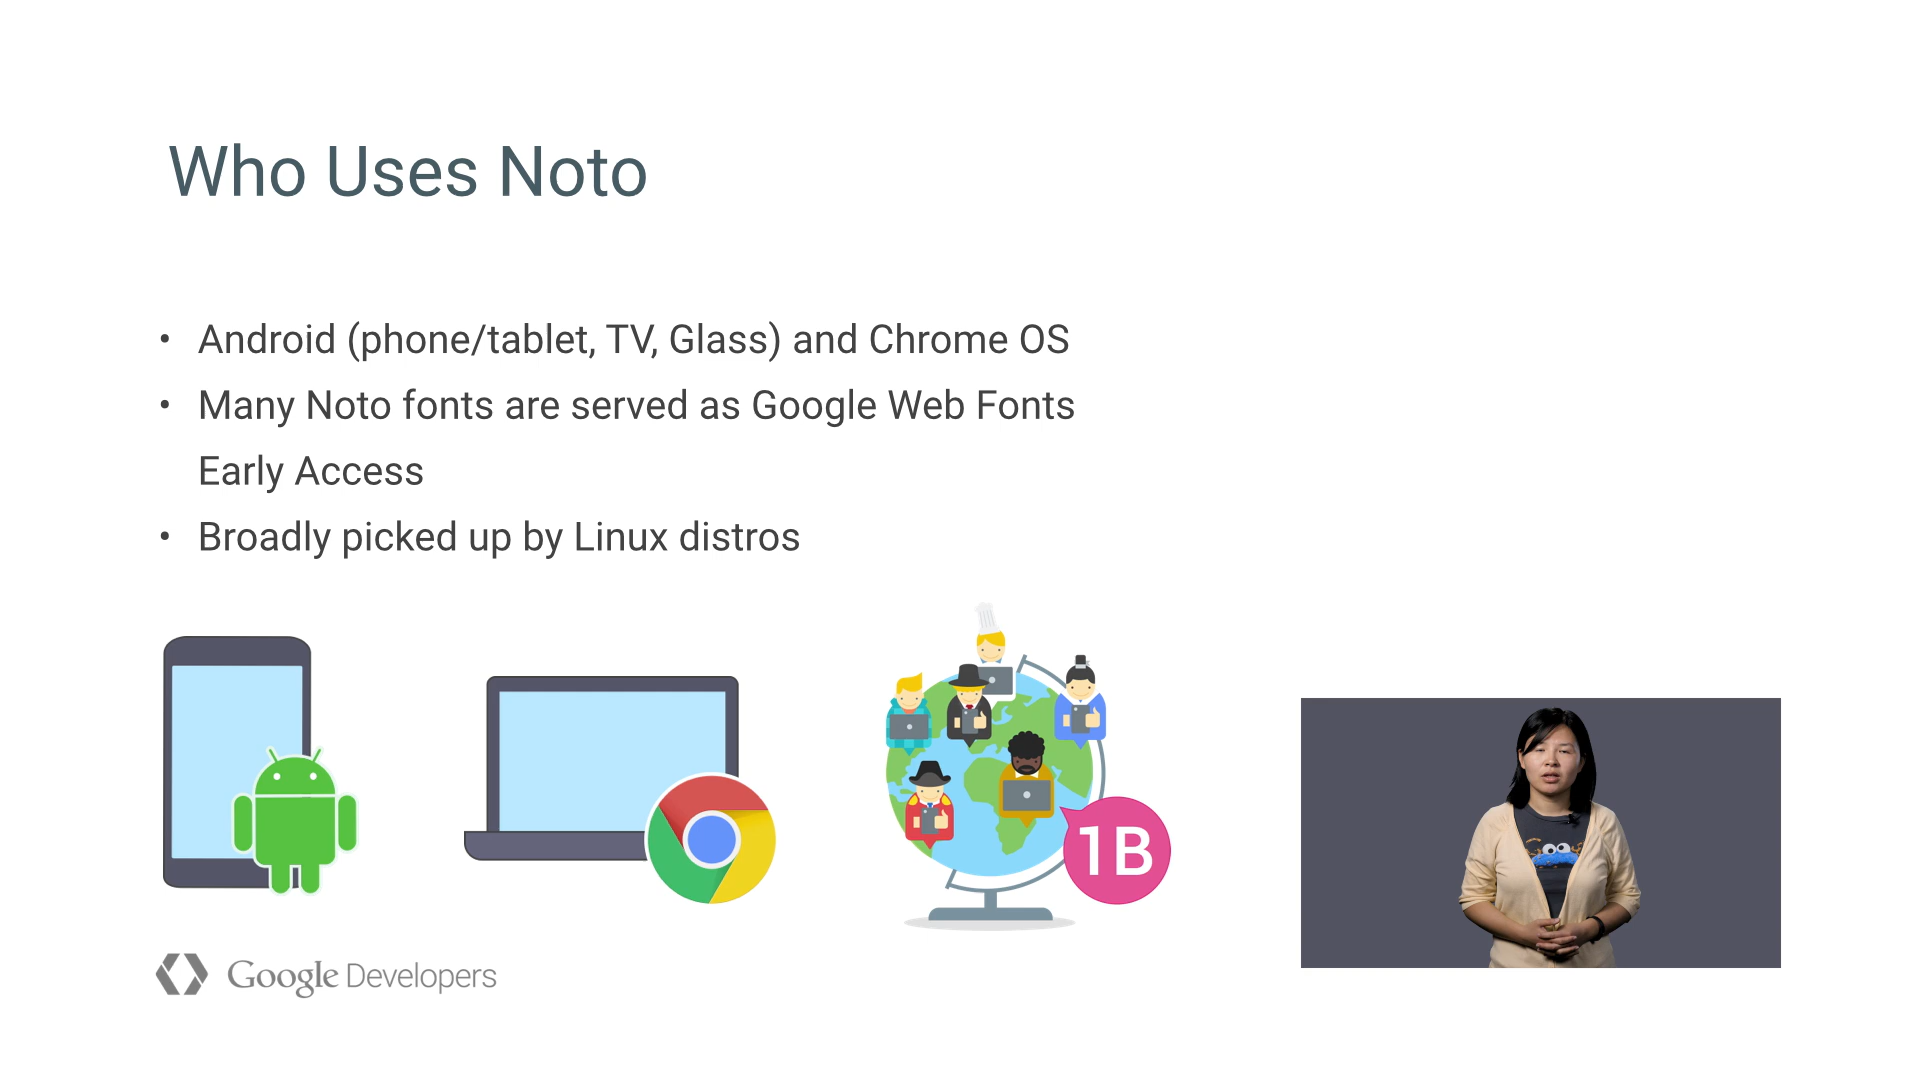 Who Uses Noto
• Android (phone/tablet, TV, Glass) and Chrome OS
• Many Noto fonts are served as Google Web Fonts
Early Access
• Broadly picked up by Linux distros
1B
Google Developers